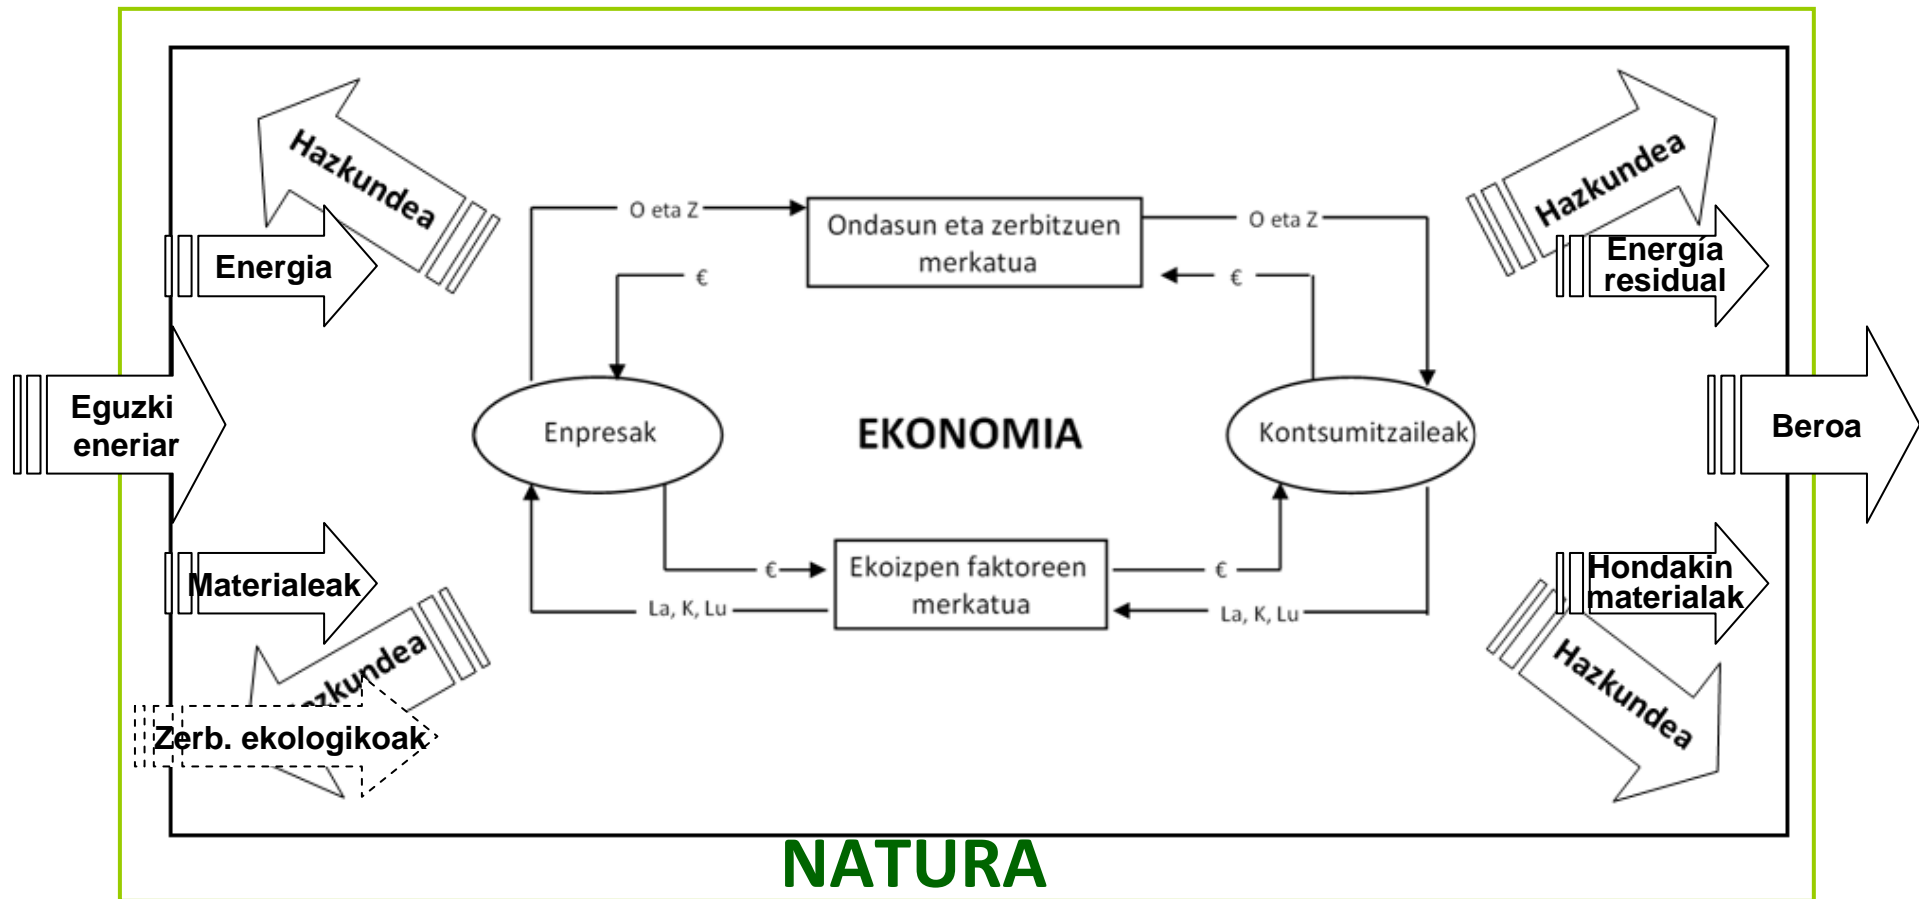 Hazkundea
Hazkundea
O eta Z
Ondasun eta zerbitzuen
merkatua
O eta Z
Energia
€
€
Energía
residual
Eguzki
eneriar
Enpresak
EKONOMIA
Kontsumitzaileak
Beroa
Materialeak
€
Ekoizpen faktoreen
merkatua
€
La, K, Lu
La, K, Lu
Hondakin
materialak
Hazkundea
Zerb. ekologikoak
NATURA